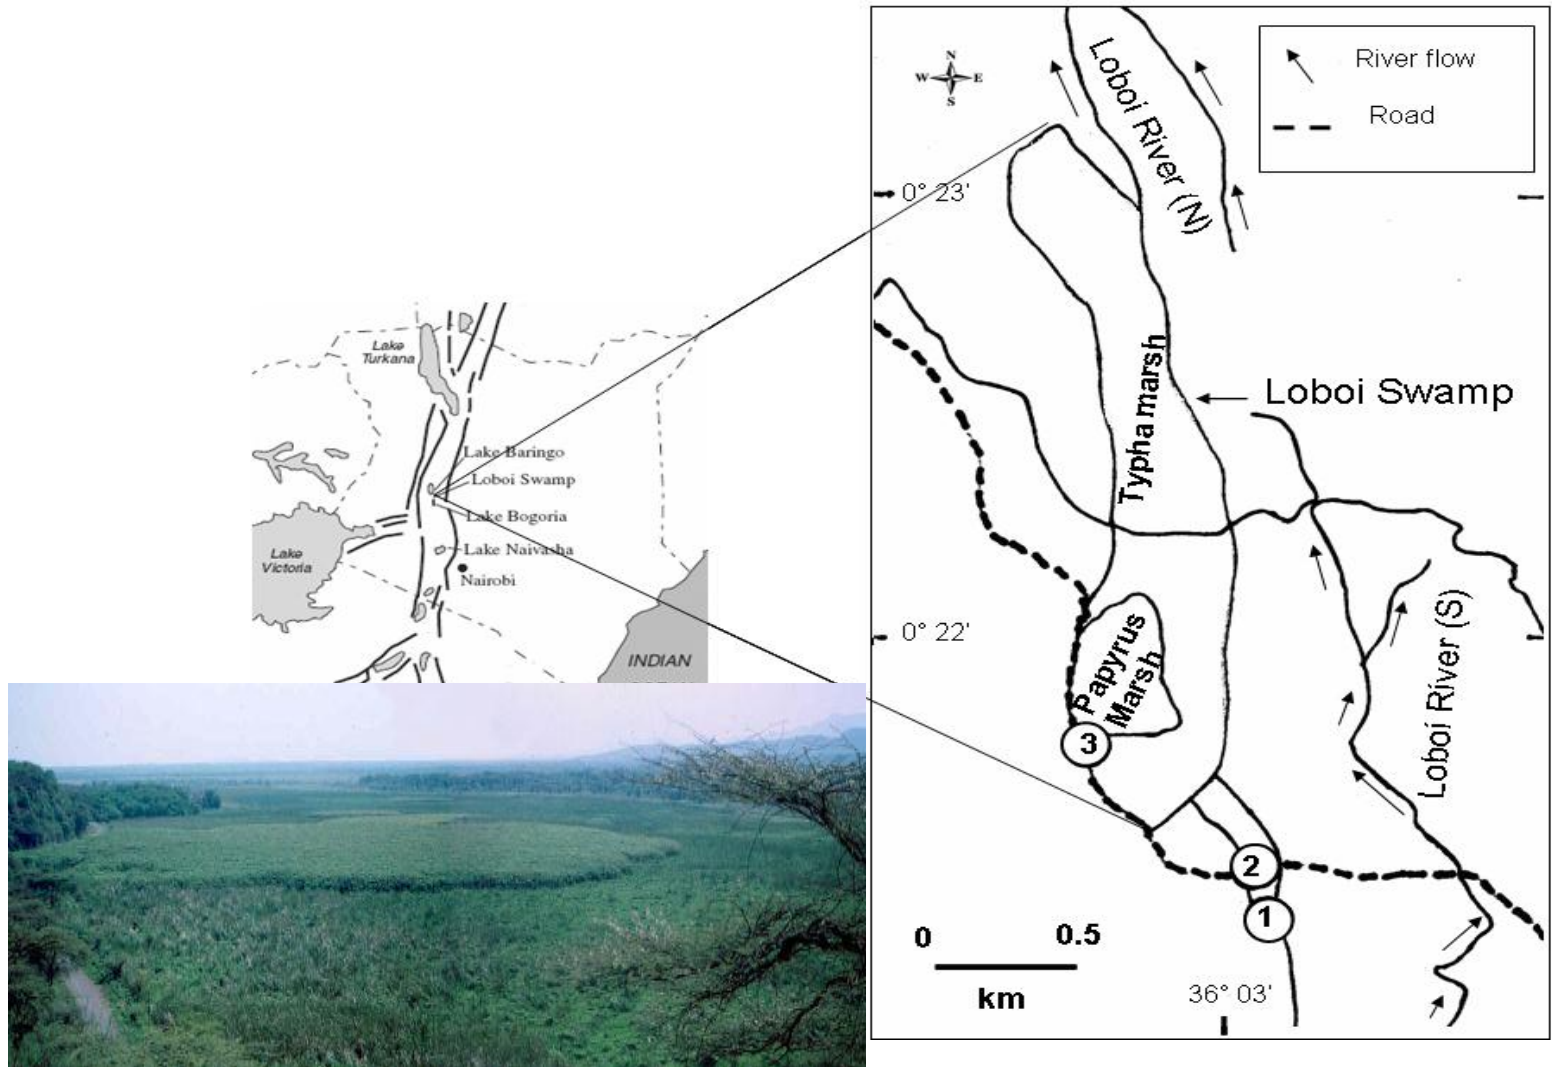 Lake
Turkana
Lake Baringo
Loboi Swamp
Lake Bogoria
Lake Naivasha
Nairobi
Lake
Victoria
INDIAN
N
W E
S
River flow
Road
Loboi River (N)
0° 23'
Typha marsh
Loboi Swamp
0° 22'
Papyrus
Marsh
Loboi River (S)
3
2
1
0 0.5
km
36° 03'